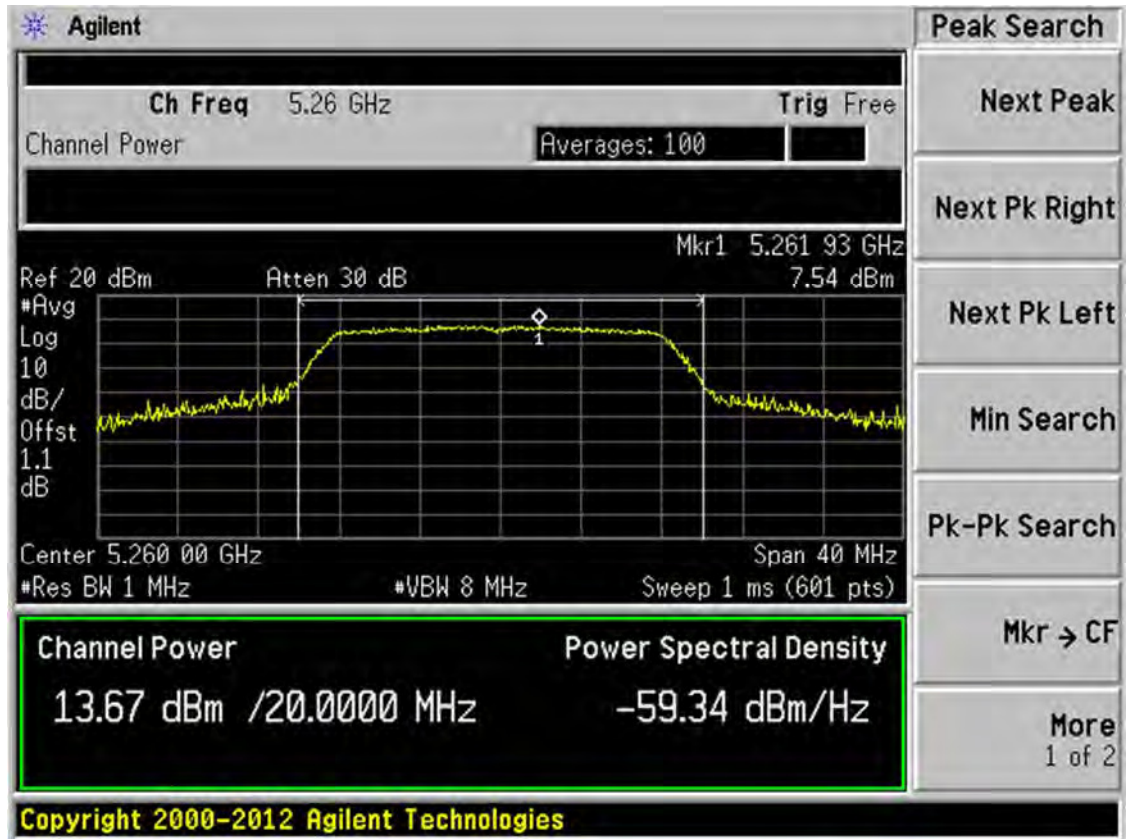 Agilent
Peak Search
Ch Freq 5.26 GHz Trig Free
Channel Power Averages: 100
Next Peak
Next Pk Right
Mkr1 5.261 93 GHz
Ref 20 dBm Atten 30 dB 7.54 dBm
#Avg
Log
10
dB/
Offst
1.1
dB
1
Next Pk Left
Min Search
Pk-Pk Search
Center 5.260 00 GHz Span 40 MHz
#Res BW 1 MHz #VBW 8 MHz Sweep 1 ms (601 pts)
Mkr → CF
Channel Power Power Spectral Density
13.67 dBm /20.0000 MHz -59.34 dBm/Hz
More
1 of 2
Copyright 2000-2012 Agilent Technologies